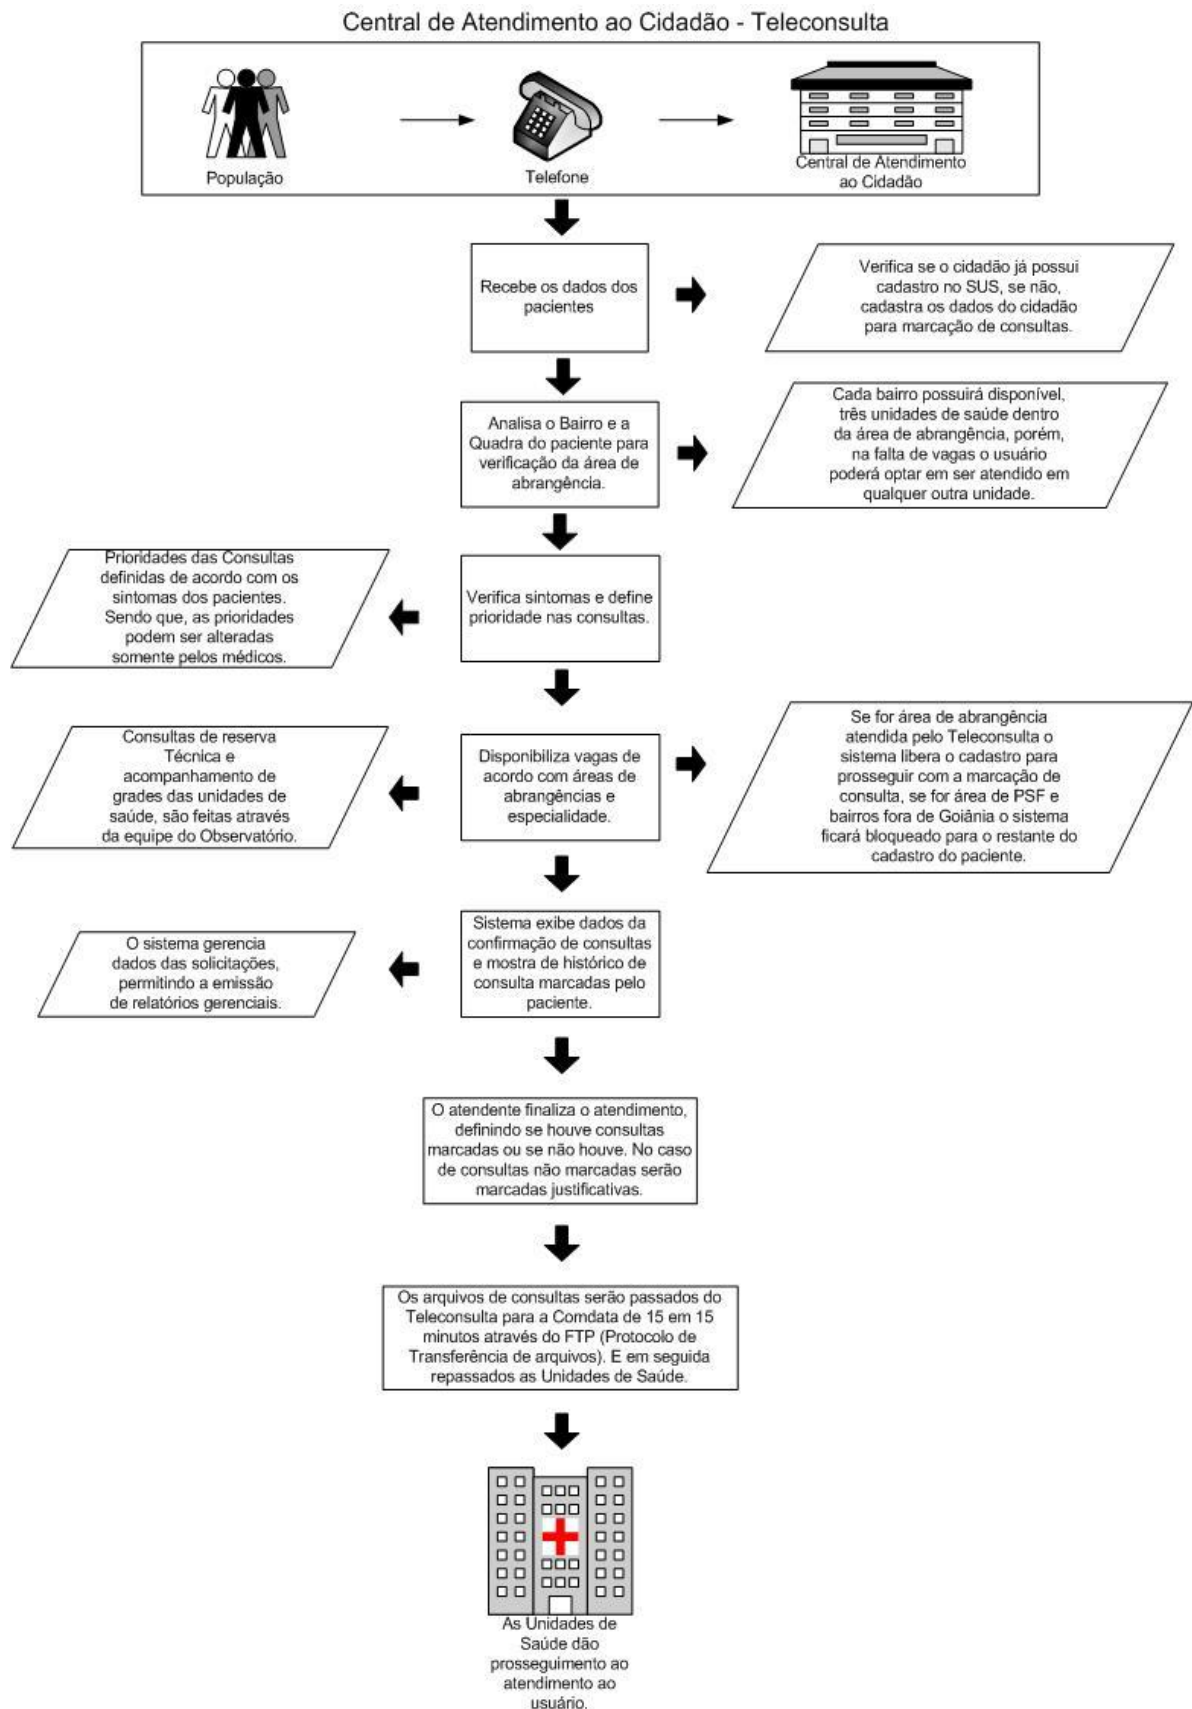 Central de Atendimento ao Cidadão - Teleconsulta
População
Telefone
Central de Atendimento
ao Cidadão
Recebe os dados dos
pacientes
Verifica se o cidadão já possui
cadastro no SUS, se não,
cadastra os dados do cidadão
para marcação de consultas.
Analisa o Bairro e a
Quadra do paciente para
verificação da área de
abrangência.
Cada bairro possuirá disponível,
três unidades de saúde dentro
da área de abrangência, porém,
na falta de vagas o usuário
poderá optar em ser atendido em
qualquer outra unidade.
Prioridades das Consultas
definidas de acordo com os
sintomas dos pacientes.
Sendo que, as prioridades
podem ser alteradas
somente pelos médicos.
Verifica sintomas e define
prioridade nas consultas.
Consultas de reserva
Técnica e
acompanhamento de
grades das unidades de
saúde, são feitas através
da equipe do Observatório.
Disponibiliza vagas de
acordo com áreas de
abrangências e
especialidade.
Se for área de abrangência
atendida pelo Teleconsulta o
sistema libera o cadastro para
prosseguir com a marcação de
consulta, se for área de PSF e
bairros fora de Goiânia o sistema
ficará bloqueado para o restante do
cadastro do paciente.
O sistema gerencia
dados das solicitações,
permitindo a emissão
de relatórios gerenciais.
Sistema exibe dados da
confirmação de consultas
e mostra de histórico de
consulta marcadas pelo
paciente.
O atendente finaliza o atendimento,
definindo se houve consultas
marcadas ou se não houve. No caso
de consultas não marcadas serão
marcadas justificativas.
Os arquivos de consultas serão passados do
Teleconsulta para a Comdata de 15 em 15
minutos através do FTP (Protocolo de
Transferência de arquivos). E em seguida
repassados as Unidades de Saúde.
As Unidades de
Saúde dão
prosseguimento ao
atendimento ao
usuário.